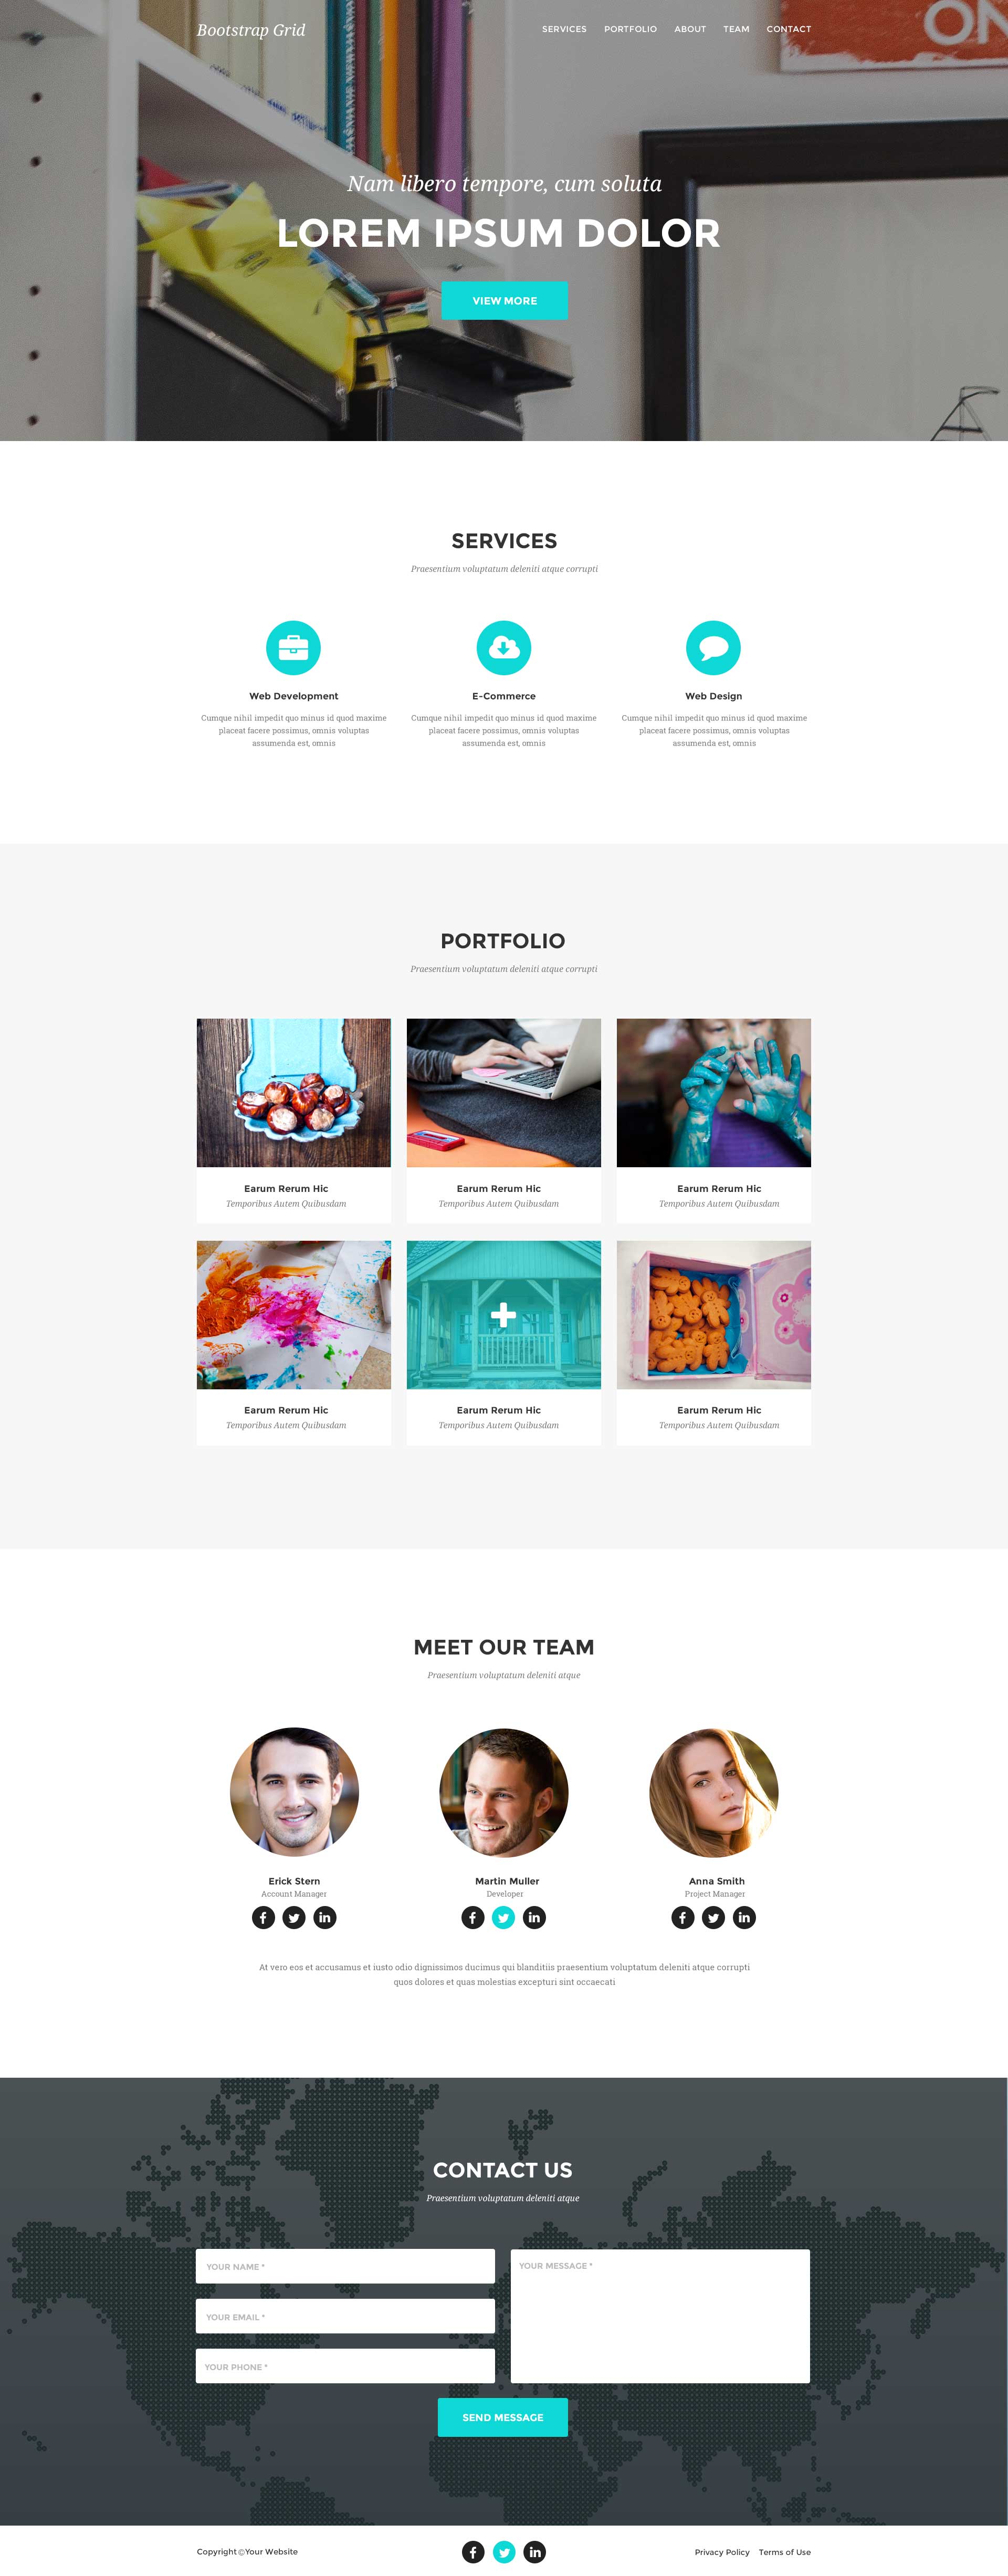 Bootstrap Grid
SERVICES PORTFOLIO ABOUT TEAM CONTACT
ON
Nam libero tempore, cum soluta
LOREM IPSUM DOLOR
VIEW MORE
SERVICES
Praesentium voluptatum deleniti atque corrupti
Web Development
Cumque nihil impedit quo minus id quod maxime
placeat facere possimus, omnis voluptas
assumenda est, omnis
E-Commerce
Cumque nihil impedit quo minus id quod maxime
placeat facere possimus, omnis voluptas
assumenda est, omnis
Web Design
Cumque nihil impedit quo minus id quod maxime
placeat facere possimus, omnis voluptas
assumenda est, omnis
PORTFOLIO
Praesentium voluptatum deleniti atque corrupti
Earum Rerum Hic
Temporibus Autem Quibusdam
Earum Rerum Hic
Temporibus Autem Quibusdam
Earum Rerum Hic
Temporibus Autem Quibusdam
Earum Rerum Hic
Temporibus Autem Quibusdam
Earum Rerum Hic
Temporibus Autem Quibusdam
Earum Rerum Hic
Temporibus Autem Quibusdam
MEET OUR TEAM
Praesentium voluptatum deleniti atque
Erick Stern
Account Manager
Martin Muller
Developer
Anna Smith
Project Manager
At vero eos et accusamus et iusto odio dignissimos ducimus qui blanditiis praesentium voluptatum deleniti atque corrupti
quos dolores et quas molestias excepturi sint occaecati
CONTACT US
Praesentium voluptatum deleniti atque
YOUR NAME *
YOUR EMAIL *
YOUR PHONE *
YOUR MESSAGE *
SEND MESSAGE
Copyright ©Your Website
Privacy Policy Terms of Use